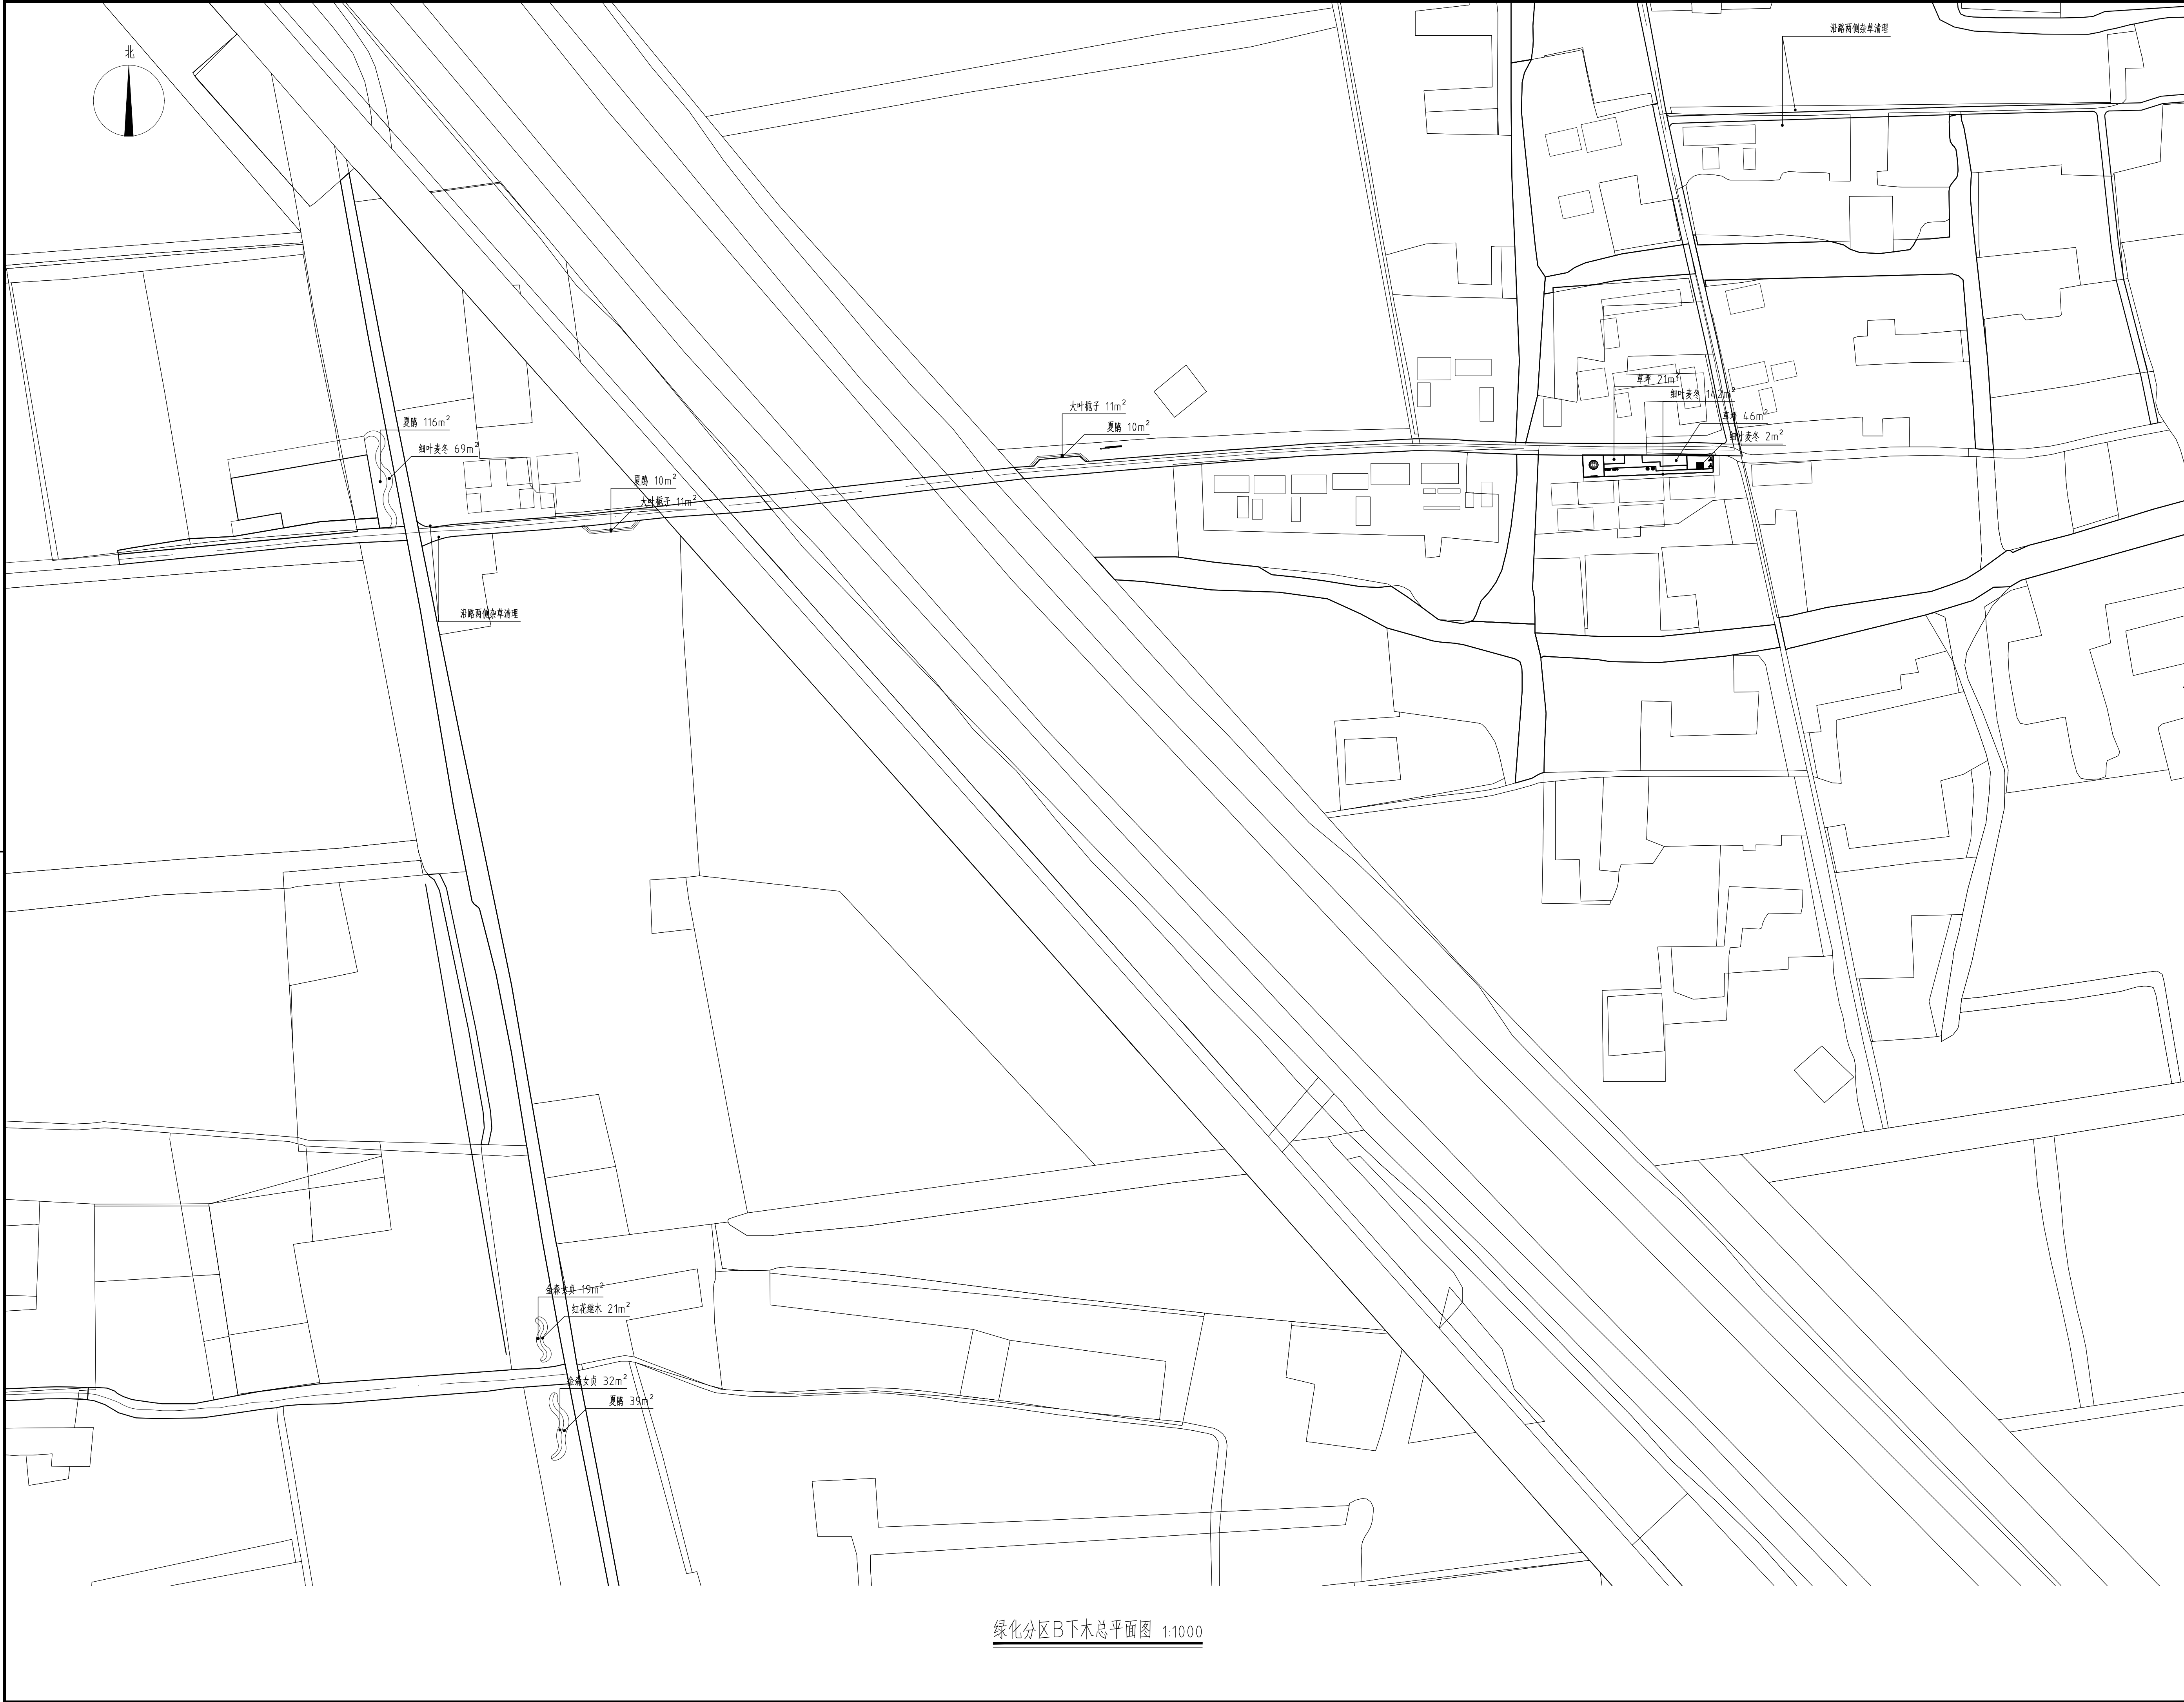 北
沿路两侧杂草清理
草坪 21m²
细叶麦冬 142m²
草坪 46m²
细叶麦冬 2m²
大叶栀子 11m²
夏鹃 10m²
夏鹃 116m²
细叶麦冬 69m²
夏鹃 10m²
大叶栀子 11m²
沿路两侧杂草清理
金森女贞 19m²
红花继木 21m²
金森女贞 32m²
夏鹃 39m²
绿化分区B下木总平面图 1:1000